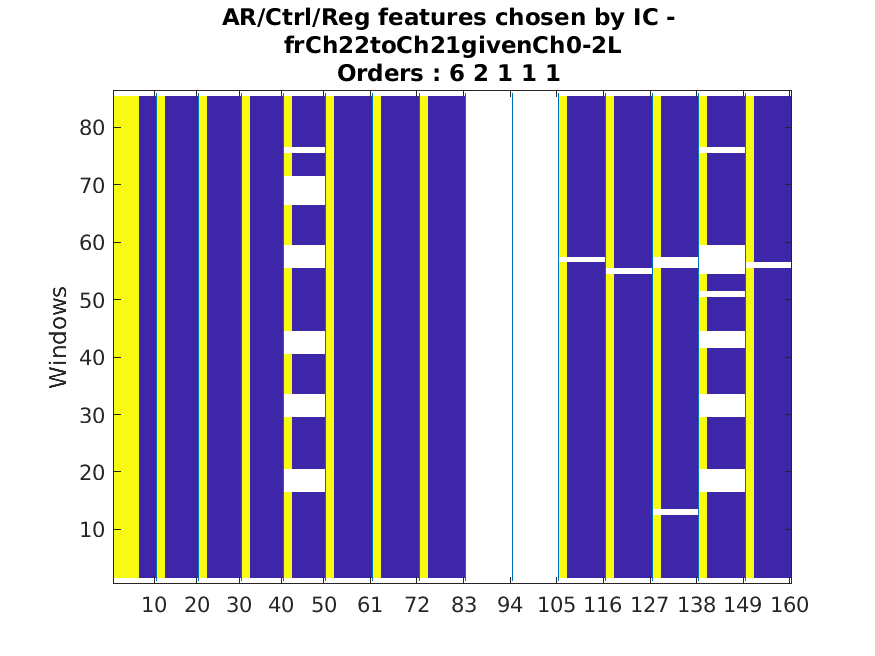 AR/Ctrl/Reg features chosen by IC -
frCh22toCh21givenCh0-2L
Orders : 6 2 1 1 1
Windows
80
70
60
50
40
30
20
10
10 20 30 40 50 61 72 83 94 105 116 127 138 149 160